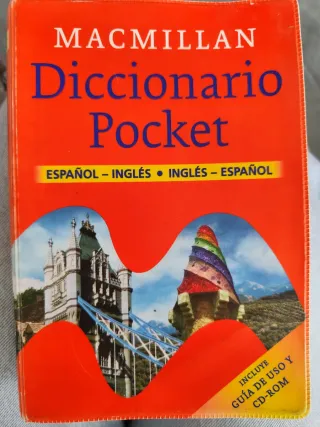 MACMILLAN
Diccionario
Pocket
ESPAÑOL – INGLÉS • INGLÉS – ESPAÑOL
INCLUYE
GUÍA DE USO Y
CD-ROM